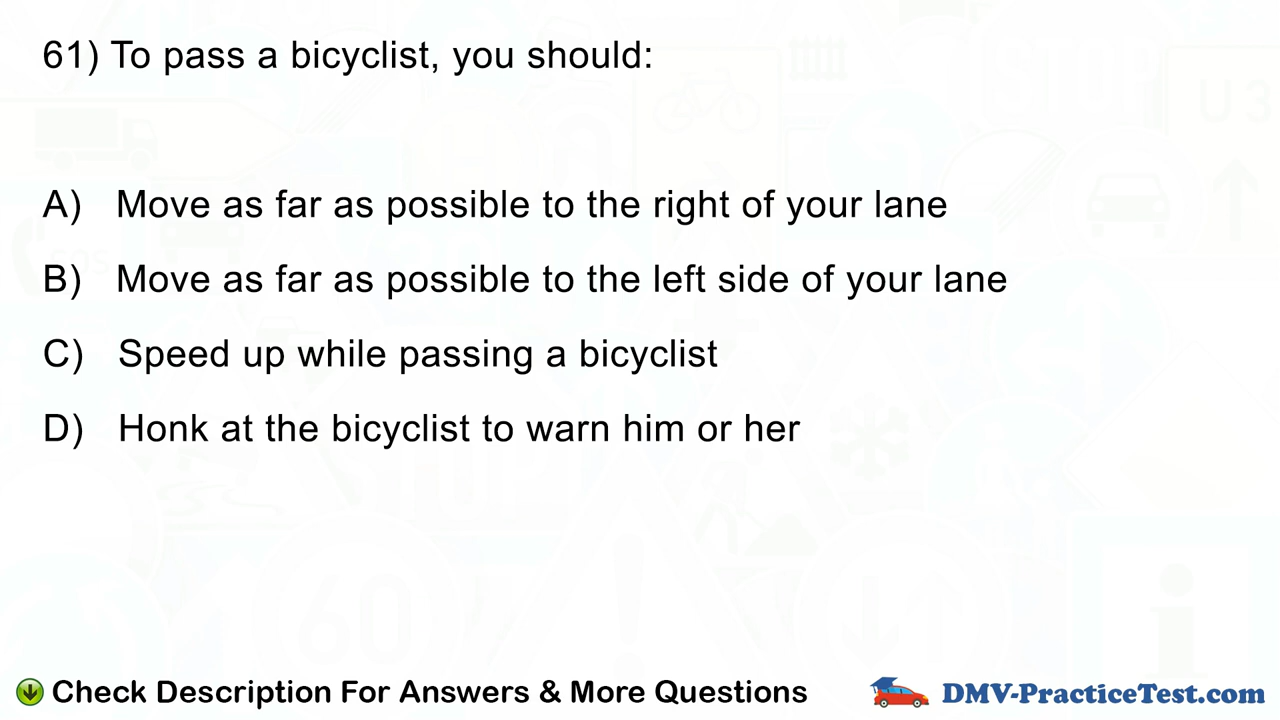 61) To pass a bicyclist, you should:
A) Move as far as possible to the right of your lane
B) Move as far as possible to the left side of your lane
C) Speed up while passing a bicyclist
D) Honk at the bicyclist to warn him or her
Check Description For Answers & More Questions
DMV-PracticeTest.com